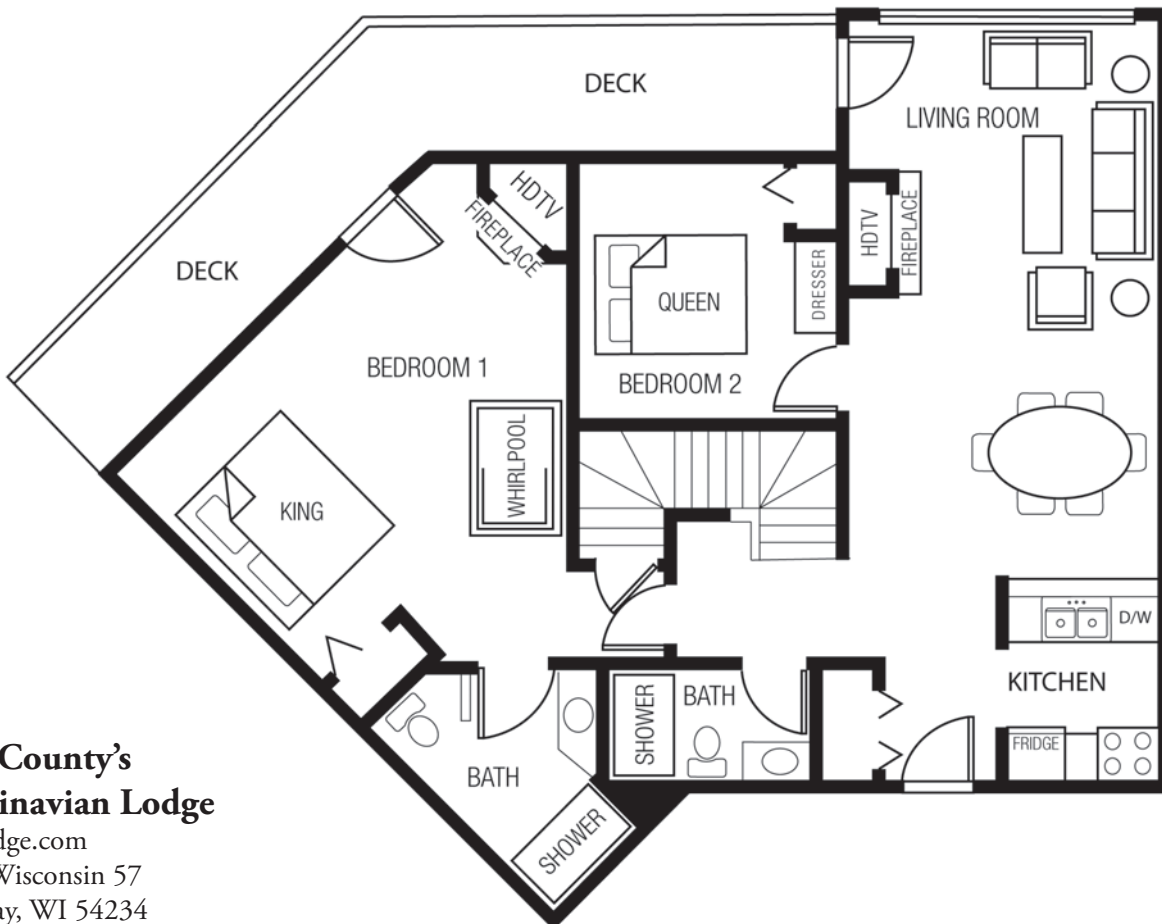 DECK
LIVING ROOM
HDTV
FIREPLACE
HDTV
FIREPLACE
DECK
QUEEN
DRESSER
BEDROOM 1
BEDROOM 2
WHIRLPOOL
KING
D/W
KITCHEN
SHOWER
BATH
FRIDGE
BATH
SHOWER
County's
inavian Lodge
dge.com
Wisconsin 57
ay, WI 54234